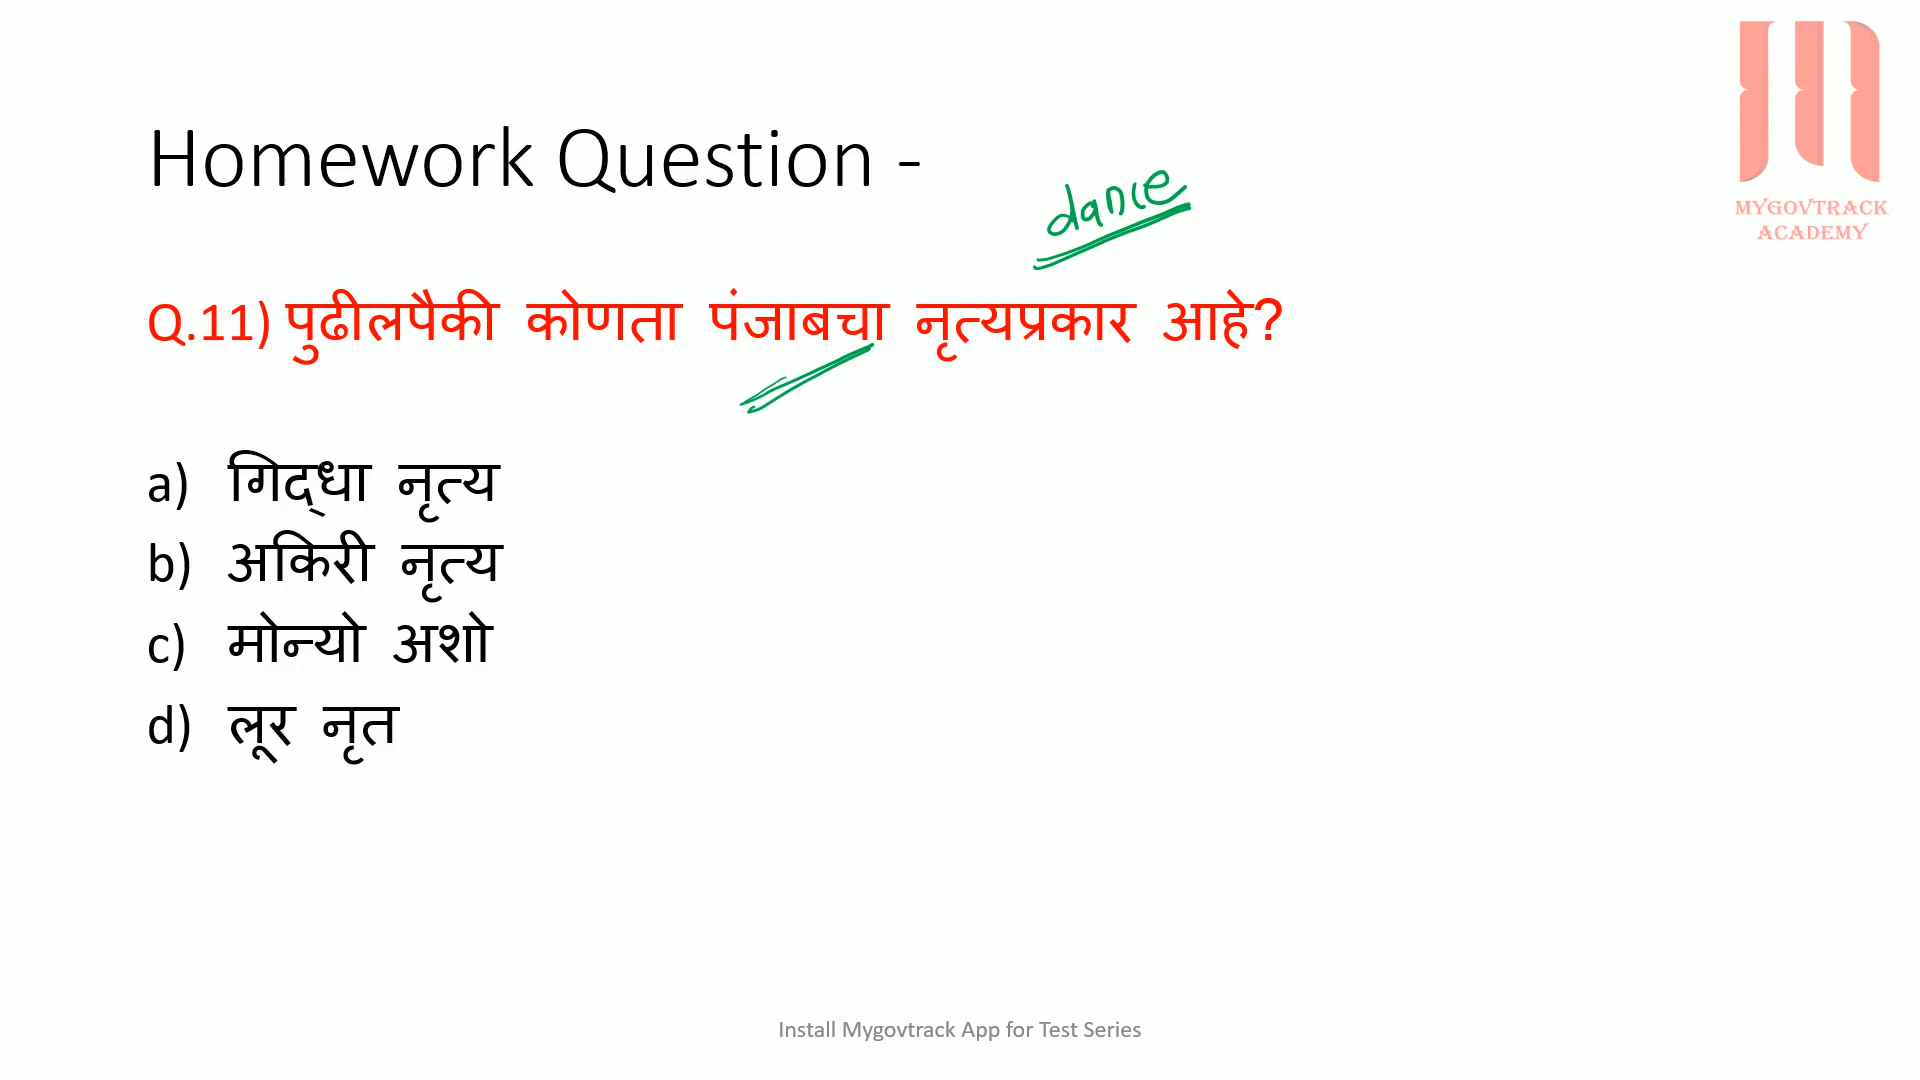 Homework Question -
dance
Q.11) पुढीलपैकी कोणता पंजाबचा नृत्यप्रकार आहे?
a) गिद्‌धा नृत्य
b) अकिरी नृत्य
c) मोन्यो अशो
d) लूर नृत
MYGOVTRACK
ACADEMY
Install Mygovtrack App for Test Series